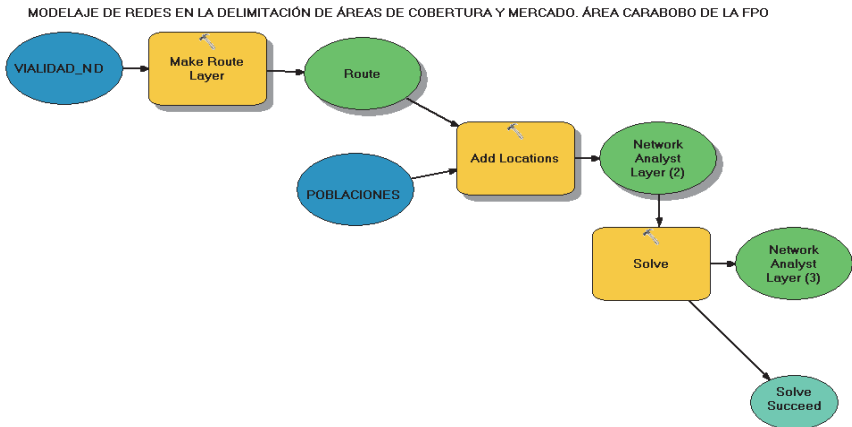 MODELAJE DE REDES EN LA DELIMITACIÓN DE ÁREAS DE COBERTURA Y MERCADO. ÁREA CARABOBO DE LA FPO
VIALIDAD_ND
Make Route
Layer
Route
Add Locations
Network
Analyst
Layer (2)
POBLACIONES
Solve
Network
Analyst
Layer (3)
Solve
Succeed